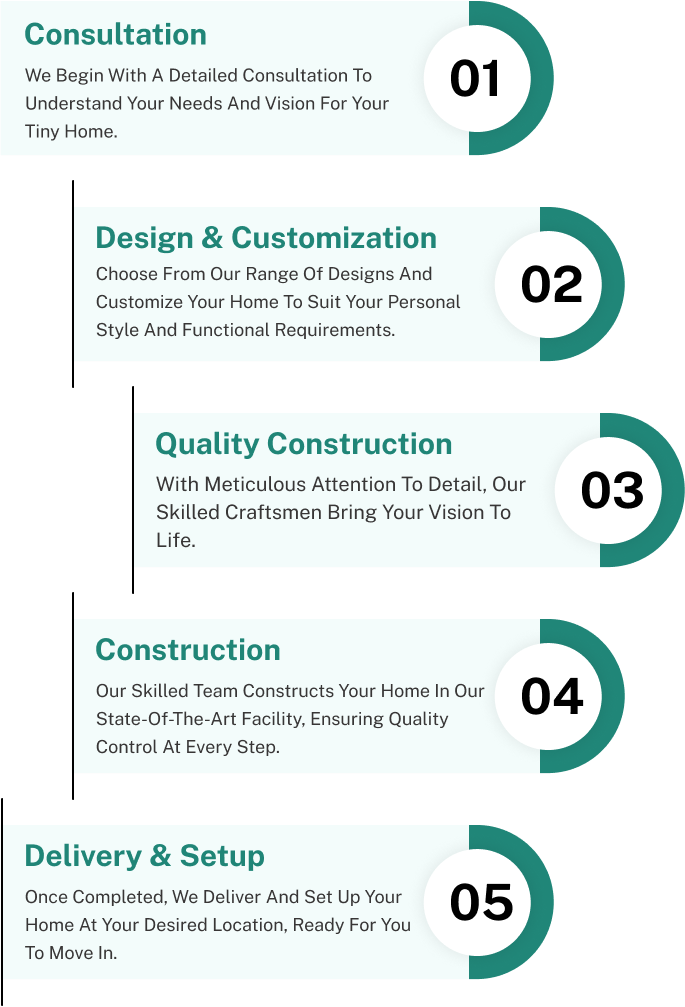 Consultation
We Begin With A Detailed Consultation To
Understand Your Needs And Vision For Your
Tiny Home.
01
Design & Customization
Choose From Our Range Of Designs And
Customize Your Home To Suit Your Personal
Style And Functional Requirements.
02
Quality Construction
With Meticulous Attention To Detail, Our
Skilled Craftsmen Bring Your Vision To
Life.
03
Construction
Our Skilled Team Constructs Your Home In Our
State-Of-The-Art Facility, Ensuring Quality
Control At Every Step.
04
Delivery & Setup
Once Completed, We Deliver And Set Up Your
Home At Your Desired Location, Ready For You
To Move In.
05